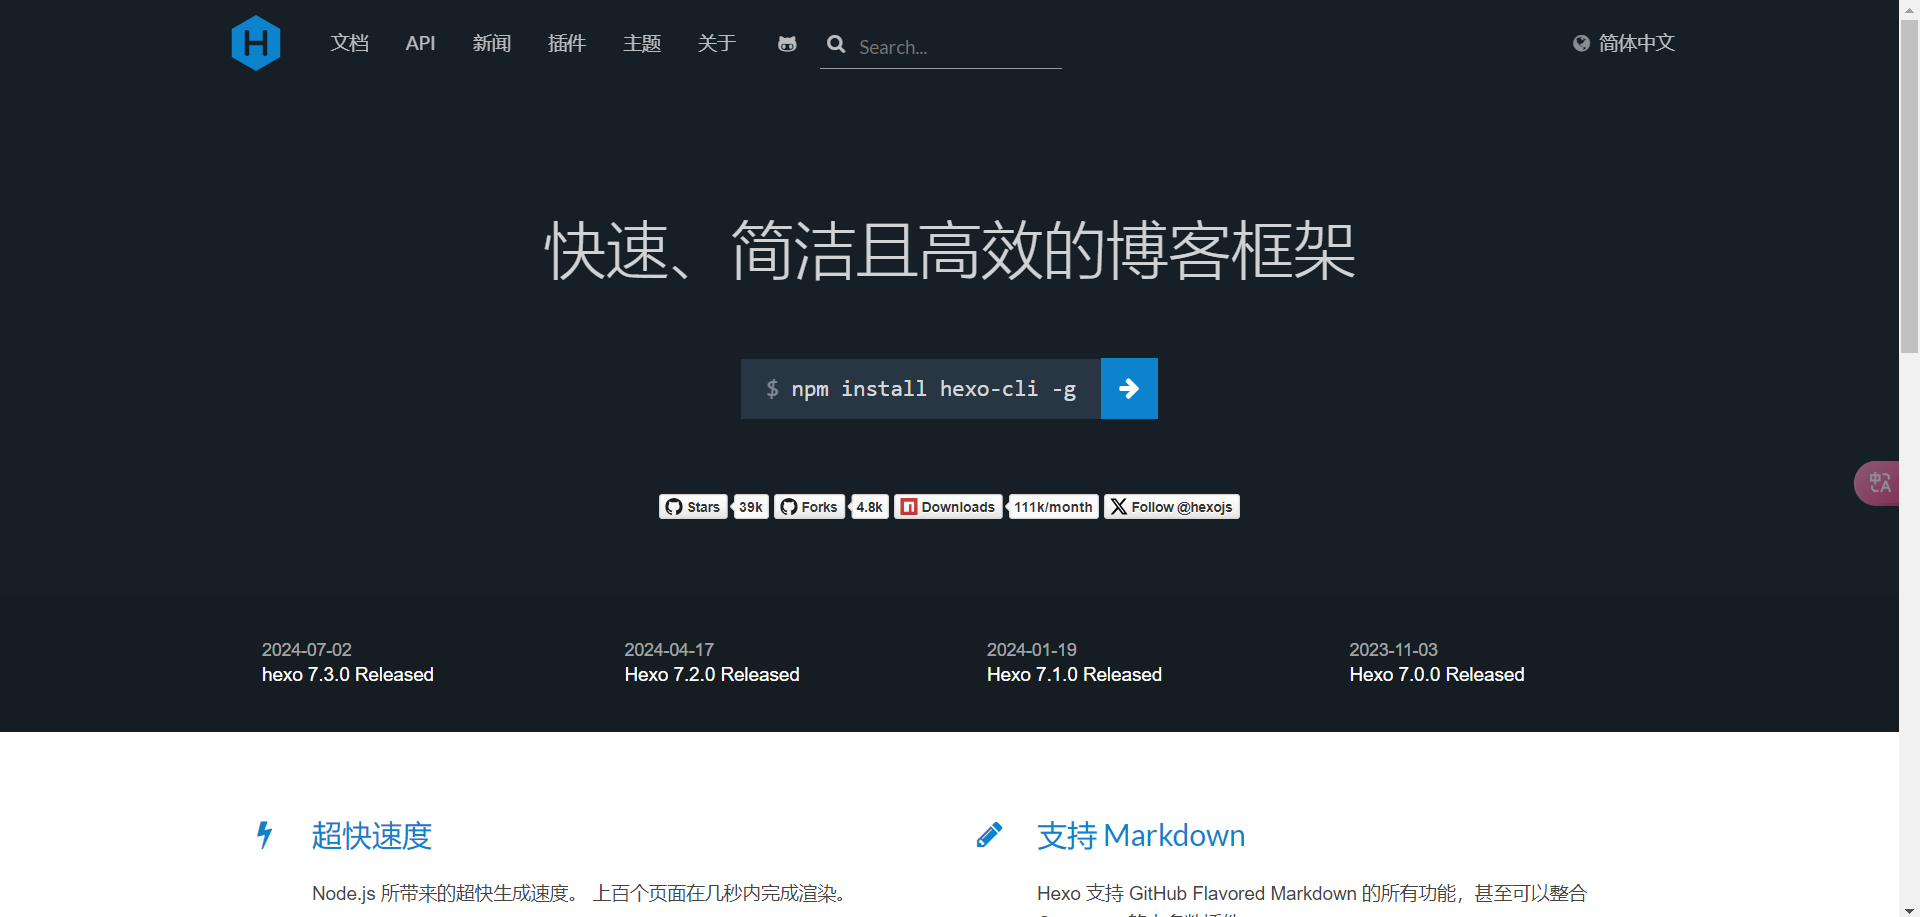 H
文档 API 新闻 插件 主题 关于 Search... 简体中文
快速、简洁且高效的博客框架
$ npm install hexo-cli -g
Stars 39k Forks 4.8k Downloads 111k/month Follow @hexojs
中 A
2024-07-02 2024-04-17 2024-01-19 2023-11-03
hexo 7.3.0 Released Hexo 7.2.0 Released Hexo 7.1.0 Released Hexo 7.0.0 Released
超快速度 支持 Markdown
Node.js 所带来的超快生成速度。 上百个页面在几秒内完成渲染。 Hexo 支持 GitHub Flavored Markdown 的所有功能，甚至可以整合